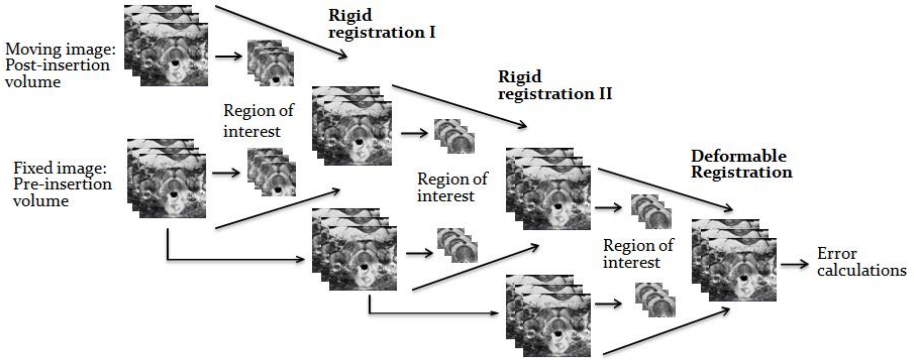 Moving image:
Post-insertion
volume
Rigid
registration I
Region of
interest
Fixed image:
Pre-insertion
volume
Rigid
registration II
Region of
interest
Deformable
Registration
Region of
interest
Error
calculations